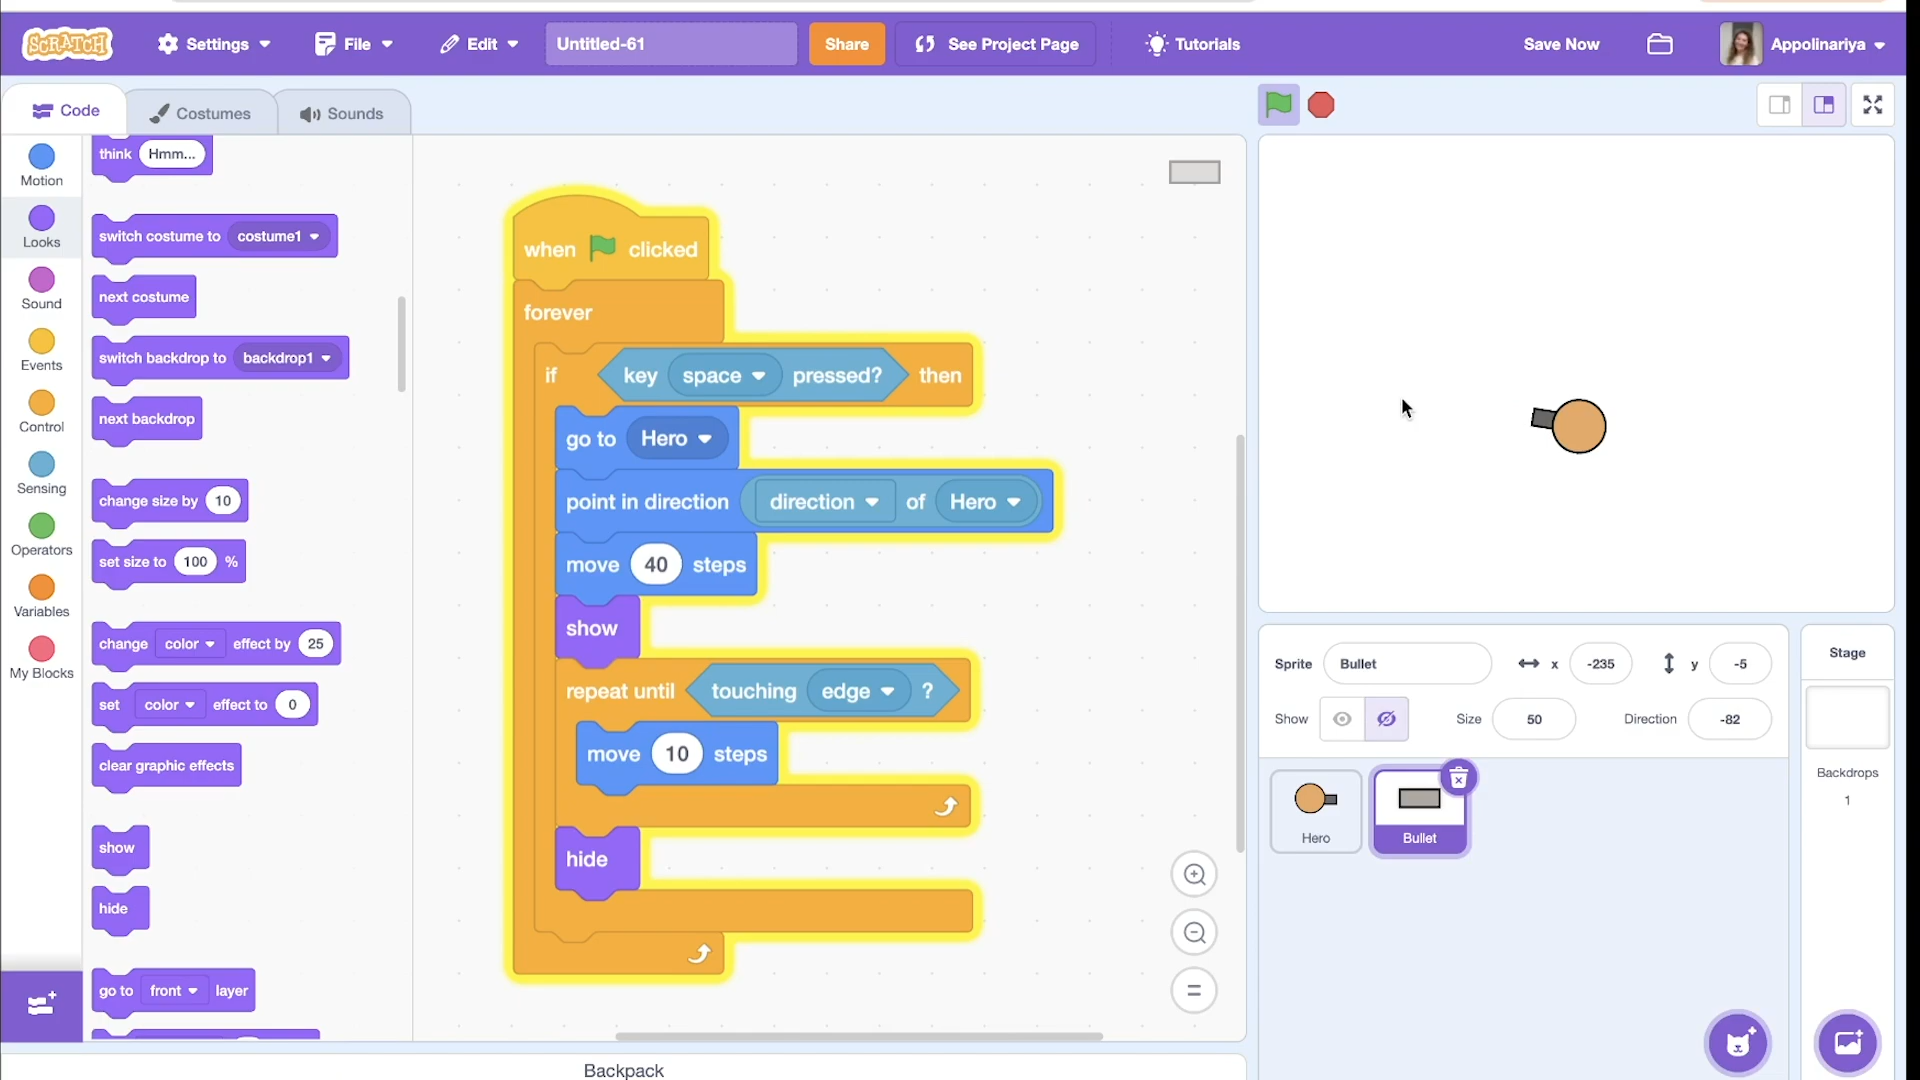 SCRATCH
Settings
File
Edit
Untitled-61
Share
See Project Page
Tutorials
Save Now
Appolinariya
Code
Costumes
Sounds
Motion
Looks
Sound
Events
Control
Sensing
Operators
Variables
My Blocks
think Hmm...
switch costume to costume1
next costume
switch backdrop to backdrop1
next backdrop
change size by 10
set size to 100 %
change color effect by 25
set color effect to 0
clear graphic effects
show
hide
go to front layer
when clicked
forever
if key space pressed? then
go to Hero
point in direction direction of Hero
move 40 steps
show
repeat until touching edge ?
move 10 steps
hide
Backpack
Sprite Bullet x -235 y -5
Show Size 50 Direction -82
Hero
Bullet
Stage
Backdrops
1